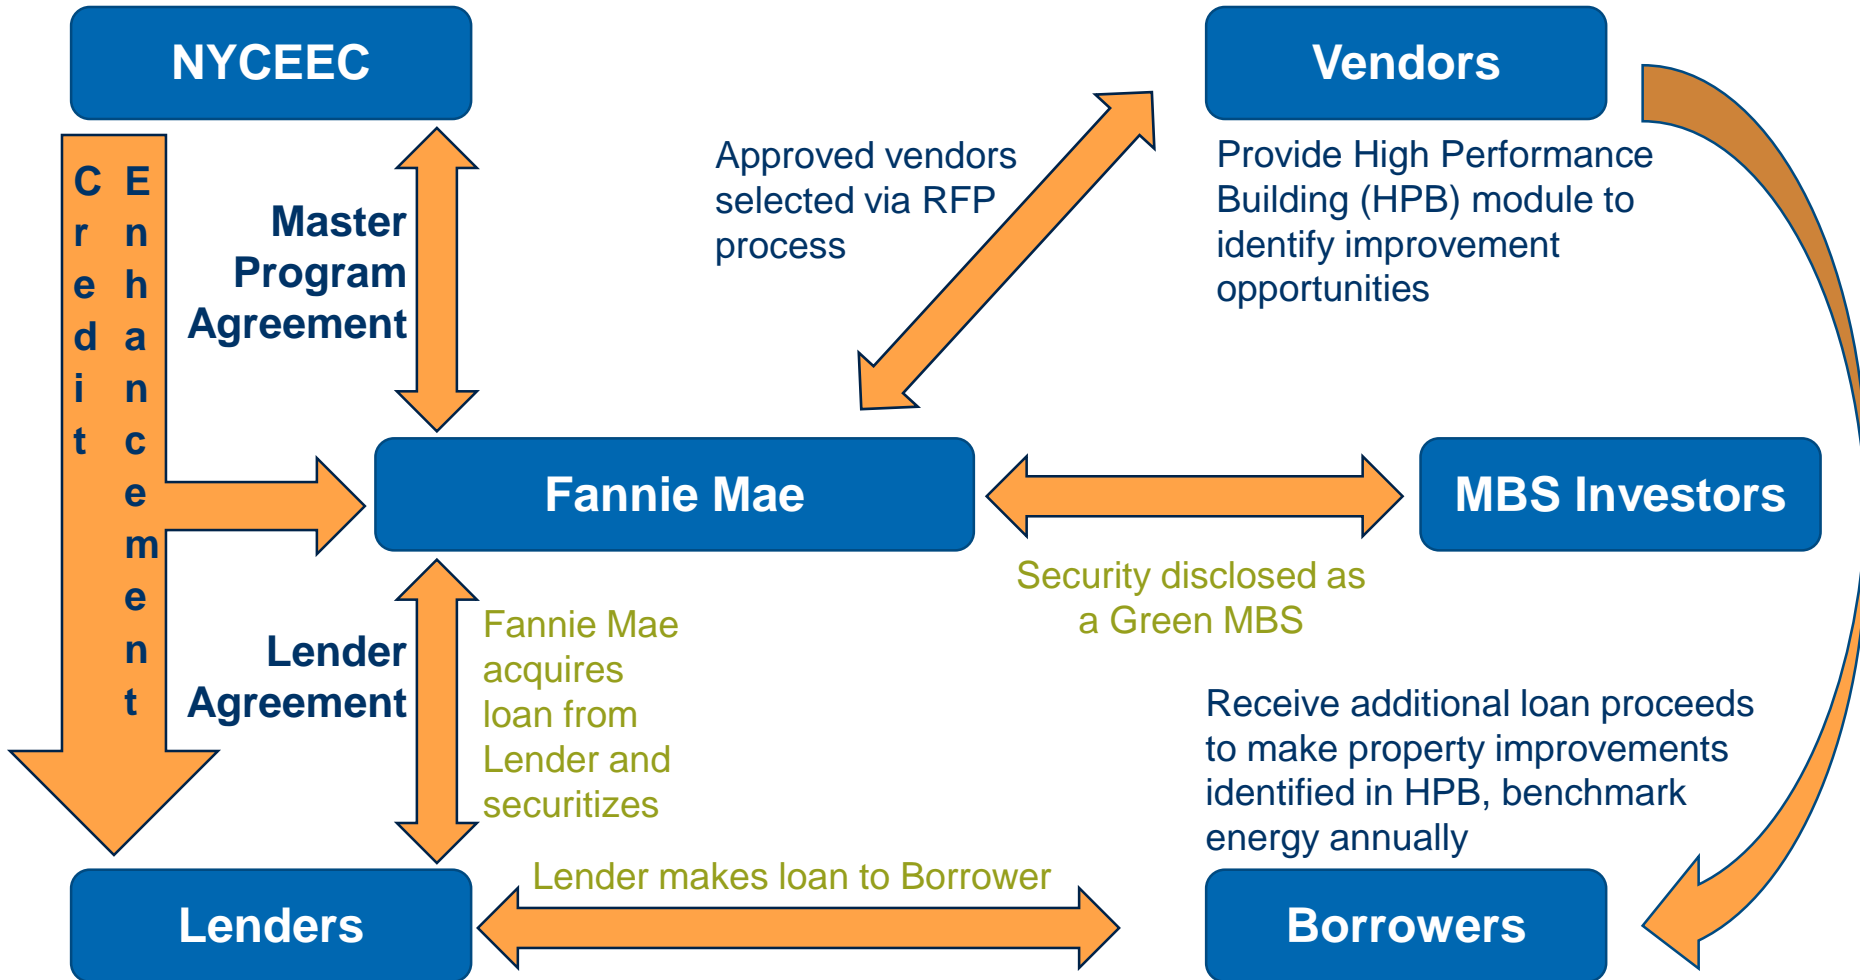 NYCEEC
Vendors
Credit
Enhancement
Master
Program
Agreement
Approved vendors
selected via RFP
process
Provide High Performance
Building (HPB) module to
identify improvement
opportunities
Fannie Mae
MBS Investors
Security disclosed as
a Green MBS
Lender
Agreement
Fannie Mae
acquires
loan from
Lender and
securitizes
Receive additional loan proceeds
to make property improvements
identified in HPB, benchmark
energy annually
Lender makes loan to Borrower
Lenders
Borrowers